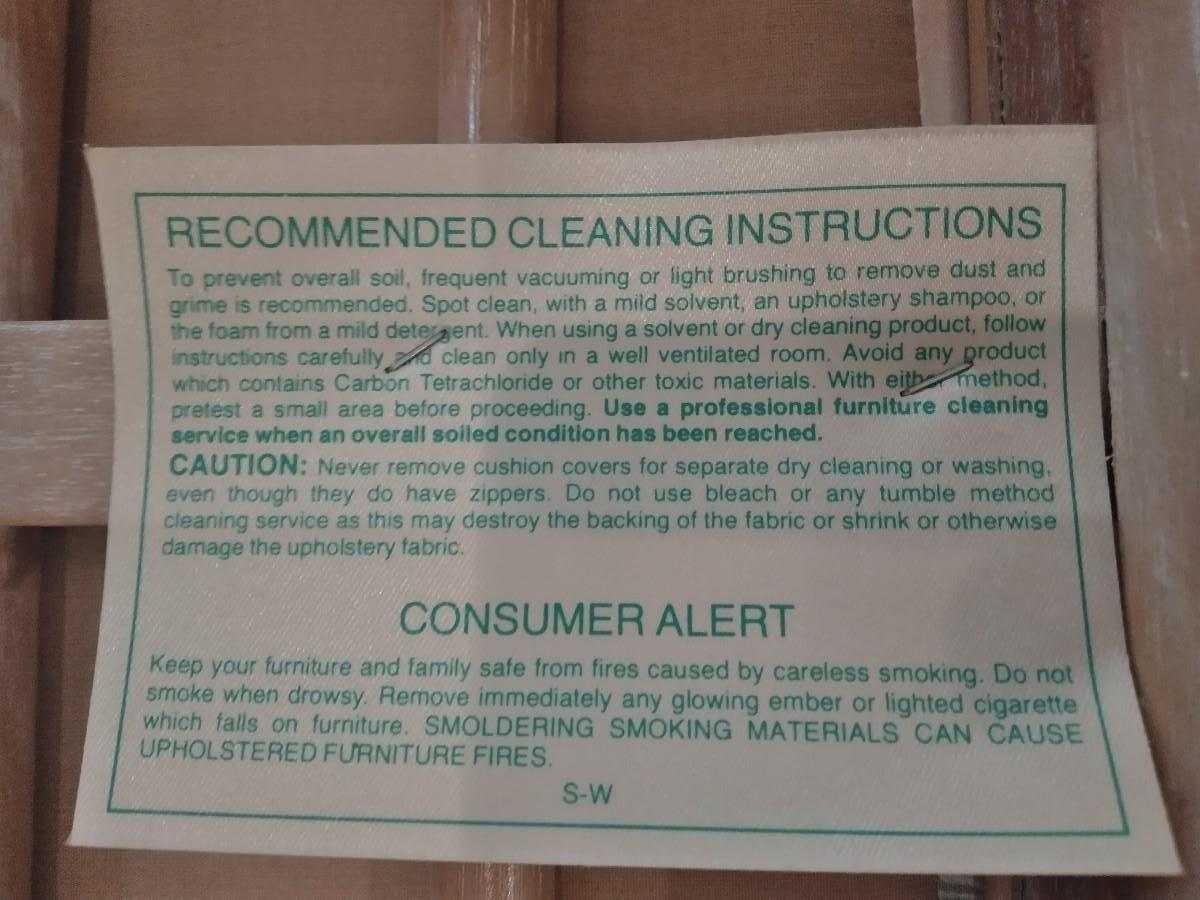 RECOMMENDED CLEANING INSTRUCTIONS
To prevent overall soil, frequent vacuuming or light brushing to remove dust and
grime is recommended. Spot clean, with a mild solvent, an upholstery shampoo, or
the foam from a mild detergent. When using a solvent or dry cleaning product, follow
instructions carefully and clean only in a well ventilated room. Avoid any product
which contains Carbon Tetrachloride or other toxic materials. With either method,
pretest a small area before proceeding. Use a professional furniture cleaning
service when an overall soiled condition has been reached.
CAUTION: Never remove cushion covers for separate dry cleaning or washing,
even though they do have zippers. Do not use bleach or any tumble method
cleaning service as this may destroy the backing of the fabric or shrink or otherwise
damage the upholstery fabric.
CONSUMER ALERT
Keep your furniture and family safe from fires caused by careless smoking. Do not
smoke when drowsy. Remove immediately any glowing ember or lighted cigarette
which falls on furniture. SMOLDERING SMOKING MATERIALS CAN CAUSE
UPHOLSTERED FURNITURE FIRES.
S-W